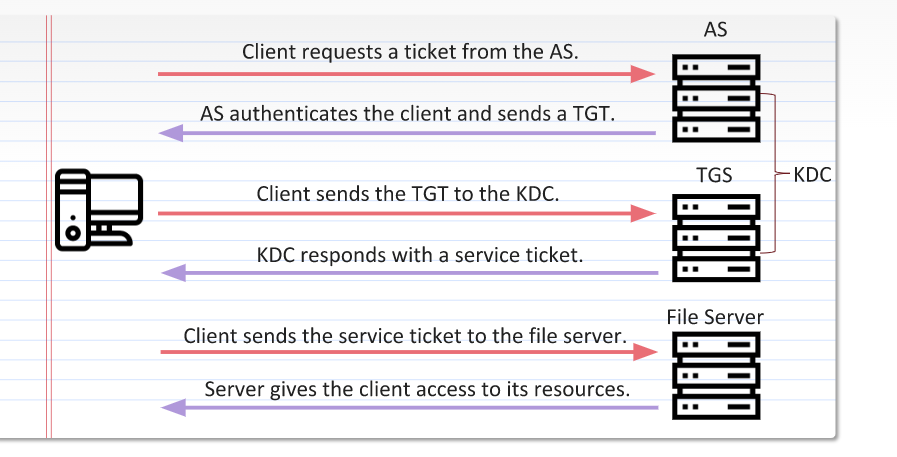 AS
Client requests a ticket from the AS.
AS authenticates the client and sends a TGT.
TGS
KDC
Client sends the TGT to the KDC.
KDC responds with a service ticket.
File Server
Client sends the service ticket to the file server.
Server gives the client access to its resources.